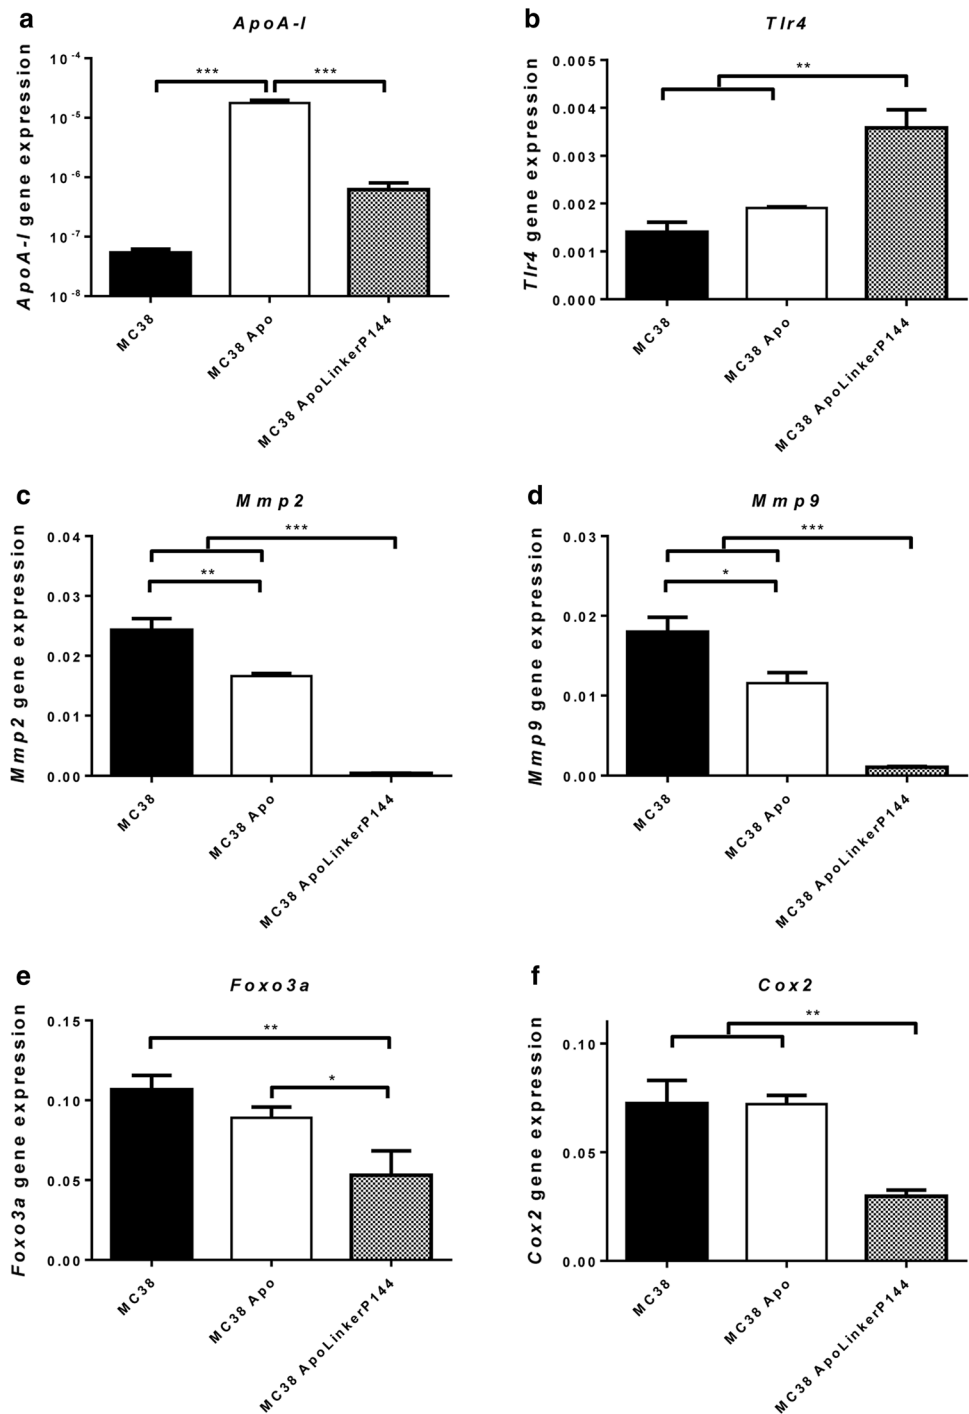 a
ApoA-I
ApoA-I gene expression
10-4
10-5
10-6
10-7
10-8
***
***
MC38
MC38 Apo
MC38 ApoLinkerP144
b
Tlr4
Tlr4 gene expression
0.005
0.004
0.003
0.002
0.001
0.000
**
MC38
MC38 Apo
MC38 ApoLinkerP144
c
Mmp2
Mmp2 gene expression
0.04
0.03
0.02
0.01
0.00
***
**
MC38
MC38 Apo
MC38 ApoLinkerP144
d
Mmp9
Mmp9 gene expression
0.03
0.02
0.01
0.00
***
*
MC38
MC38 Apo
MC38 ApoLinkerP144
e
Foxo3a
Foxo3a gene expression
0.15
0.10
0.05
0.00
**
*
MC38
MC38 Apo
MC38 ApoLinkerP144
f
Cox2
Cox2 gene expression
0.10
0.05
0.00
**
MC38
MC38 Apo
MC38 ApoLinkerP144